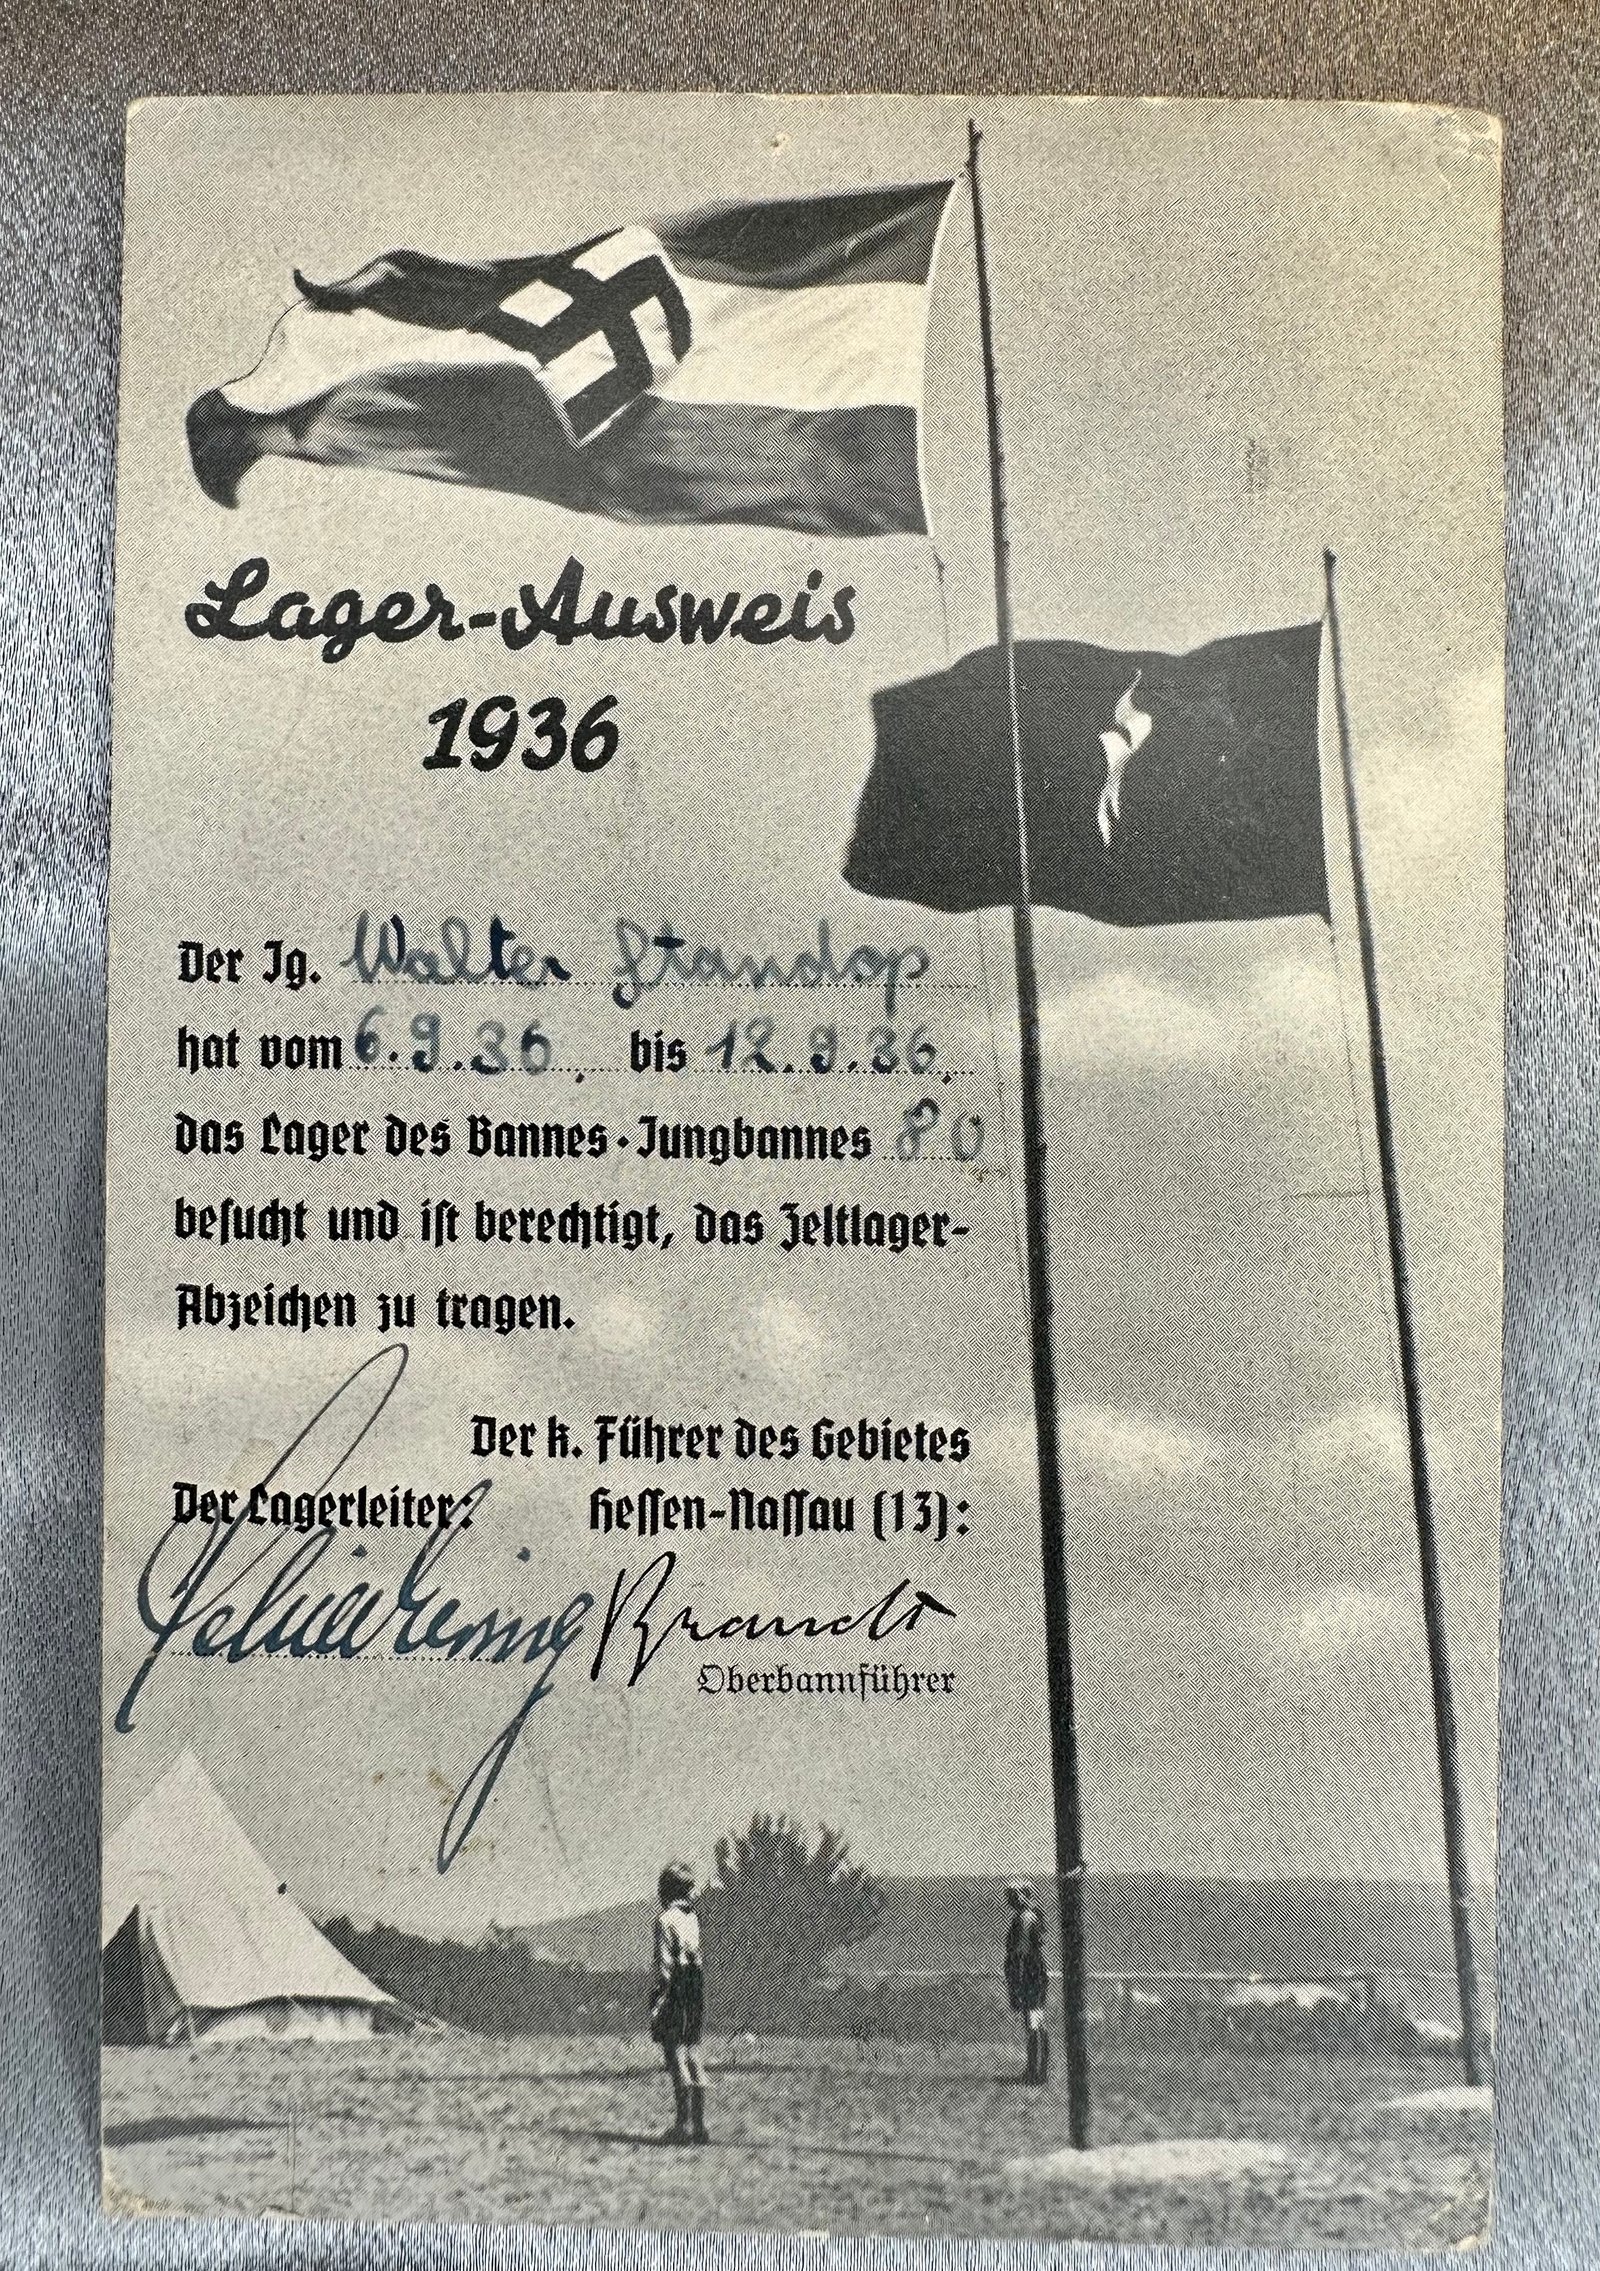 Lager-Ausweis
1936
Der Jg. Walter Standop
hat vom 6.9.36. bis 12.9.36.
das Lager des Bannes · Jungbannes 80
besucht und ist berechtigt, das Zeltlager-
Abzeichen zu tragen.
Der k. Führer des Gebietes
Der Lagerleiter: Hessen-Nassau (13):
Brandt
Oberbannführer